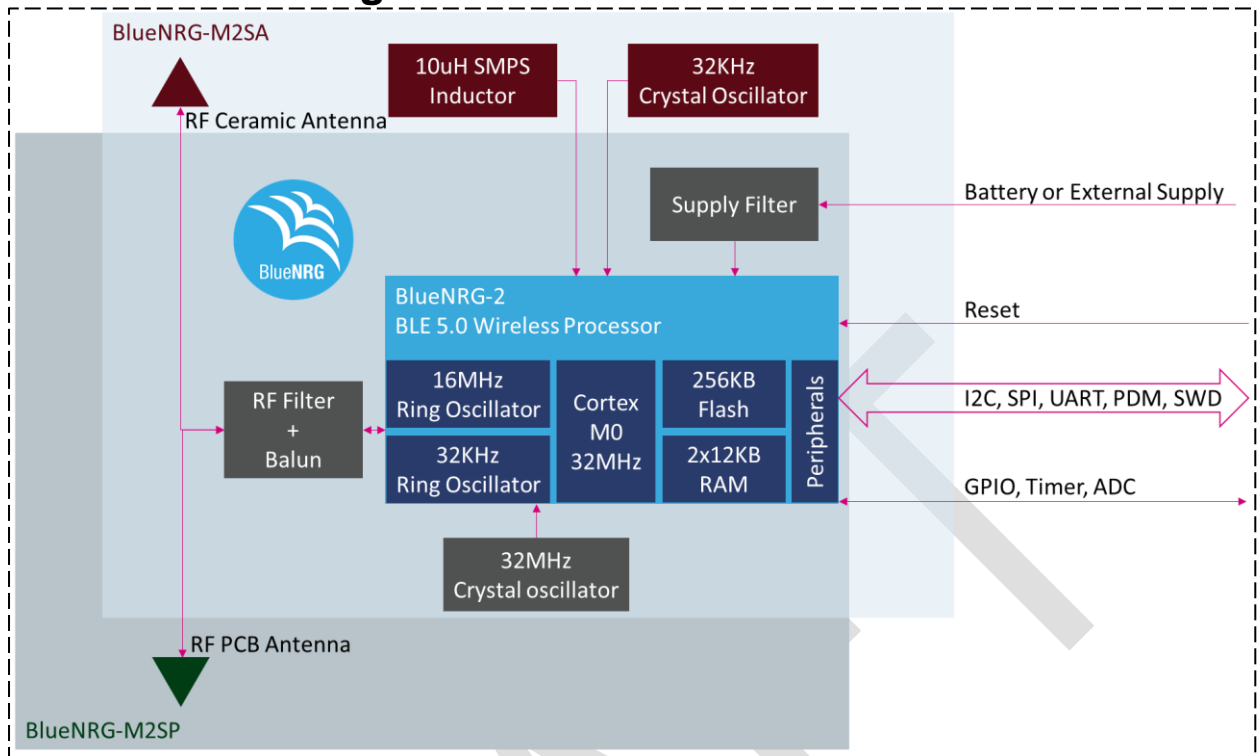 BlueNRG-M2SA
10uH SMPS
Inductor
32KHz
Crystal Oscillator
RF Ceramic Antenna
Supply Filter
Battery or External Supply
BlueNRG
BlueNRG-2
BLE 5.0 Wireless Processor
Reset
16MHz
Ring Oscillator
32KHz
Ring Oscillator
Cortex
M0
32MHz
256KB
Flash
2x12KB
RAM
Peripherals
RF Filter
+
Balun
I2C, SPI, UART, PDM, SWD
GPIO, Timer, ADC
32MHz
Crystal oscillator
RF PCB Antenna
BlueNRG-M2SP